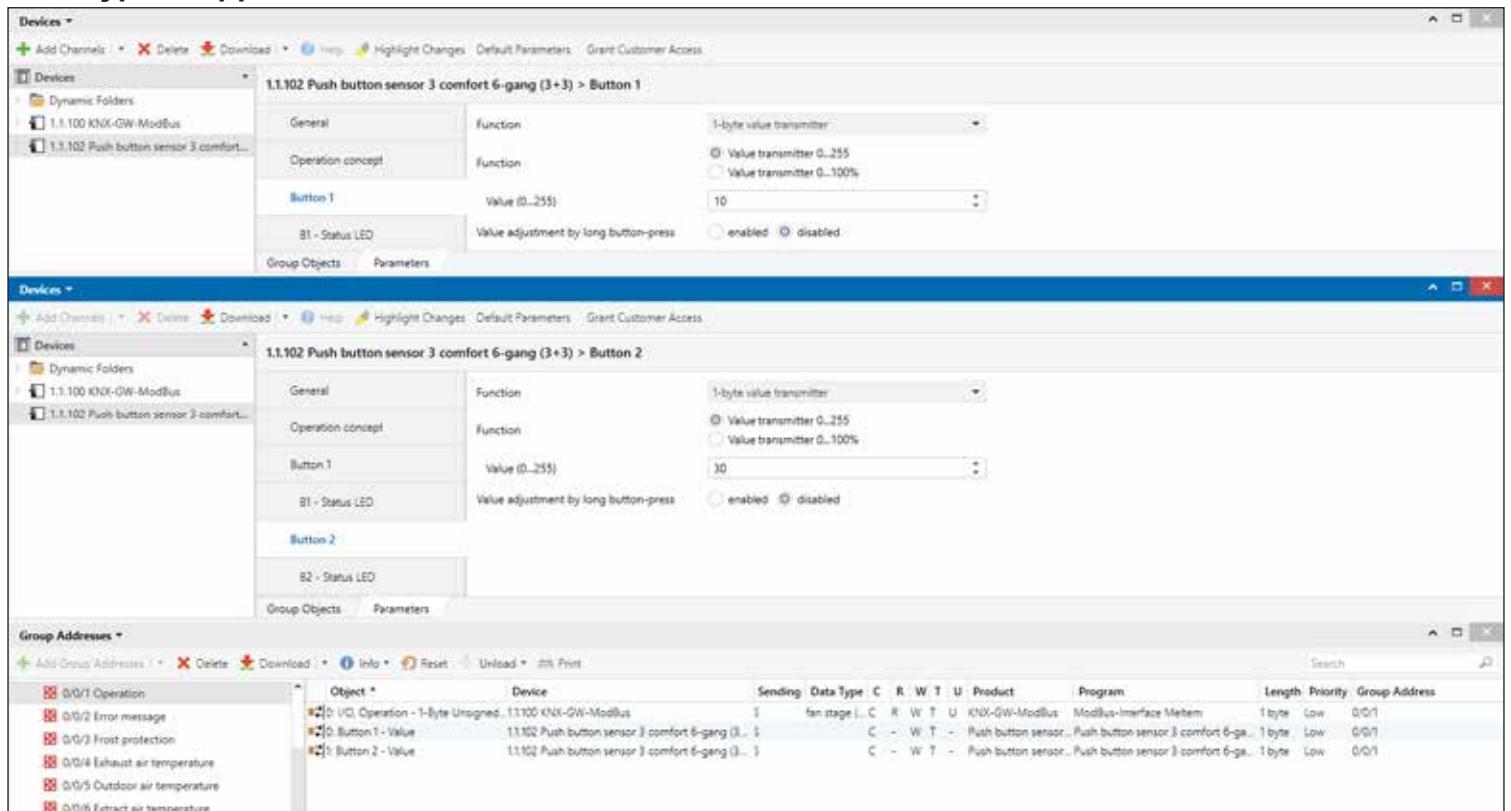 Devices
Add Channels Delete Download Help Highlight Changes Default Parameters Grant Customer Access
Devices
Dynamic Folders
1.1.100 KNX-GW-ModBus
1.1.102 Push button sensor 3 comfort...
1.1.102 Push button sensor 3 comfort 6-gang (3+3) > Button 1
General
Operation concept
Button 1
B1 - Status LED
Function 1-byte value transmitter
Function Value transmitter 0...255
Value transmitter 0...100%
Value (0...255) 10
Value adjustment by long button-press enabled disabled
Group Objects Parameters
Devices
Add Channels Delete Download Help Highlight Changes Default Parameters Grant Customer Access
Devices
Dynamic Folders
1.1.100 KNX-GW-ModBus
1.1.102 Push button sensor 3 comfort...
1.1.102 Push button sensor 3 comfort 6-gang (3+3) > Button 2
General
Operation concept
Button 1
B1 - Status LED
Button 2
B2 - Status LED
Function 1-byte value transmitter
Function Value transmitter 0...255
Value transmitter 0...100%
Value (0...255) 30
Value adjustment by long button-press enabled disabled
Group Objects Parameters
Group Addresses
Add Group Addresses Delete Download Info Reset Unload Print Search
0/0/1 Operation
0/0/2 Error message
0/0/3 Frost protection
0/0/4 Exhaust air temperature
0/0/5 Outdoor air temperature
0/0/6 Extract air temperature
Object Device Sending Data Type C R W T U Product Program Length Priority Group Address
0: I/O, Operation - 1-Byte Unsigned... 1.1.100 KNX-GW-ModBus S fan stage (... C R W T U KNX-GW-ModBus ModBus-Interface Meltem 1 byte Low 0/0/1
0: Button 1 - Value 1.1.102 Push button sensor 3 comfort 6-gang (3... S C - W T - Push button sensor... Push button sensor 3 comfort 6-ga... 1 byte Low 0/0/1
1: Button 2 - Value 1.1.102 Push button sensor 3 comfort 6-gang (3... S C - W T - Push button sensor... Push button sensor 3 comfort 6-ga... 1 byte Low 0/0/1